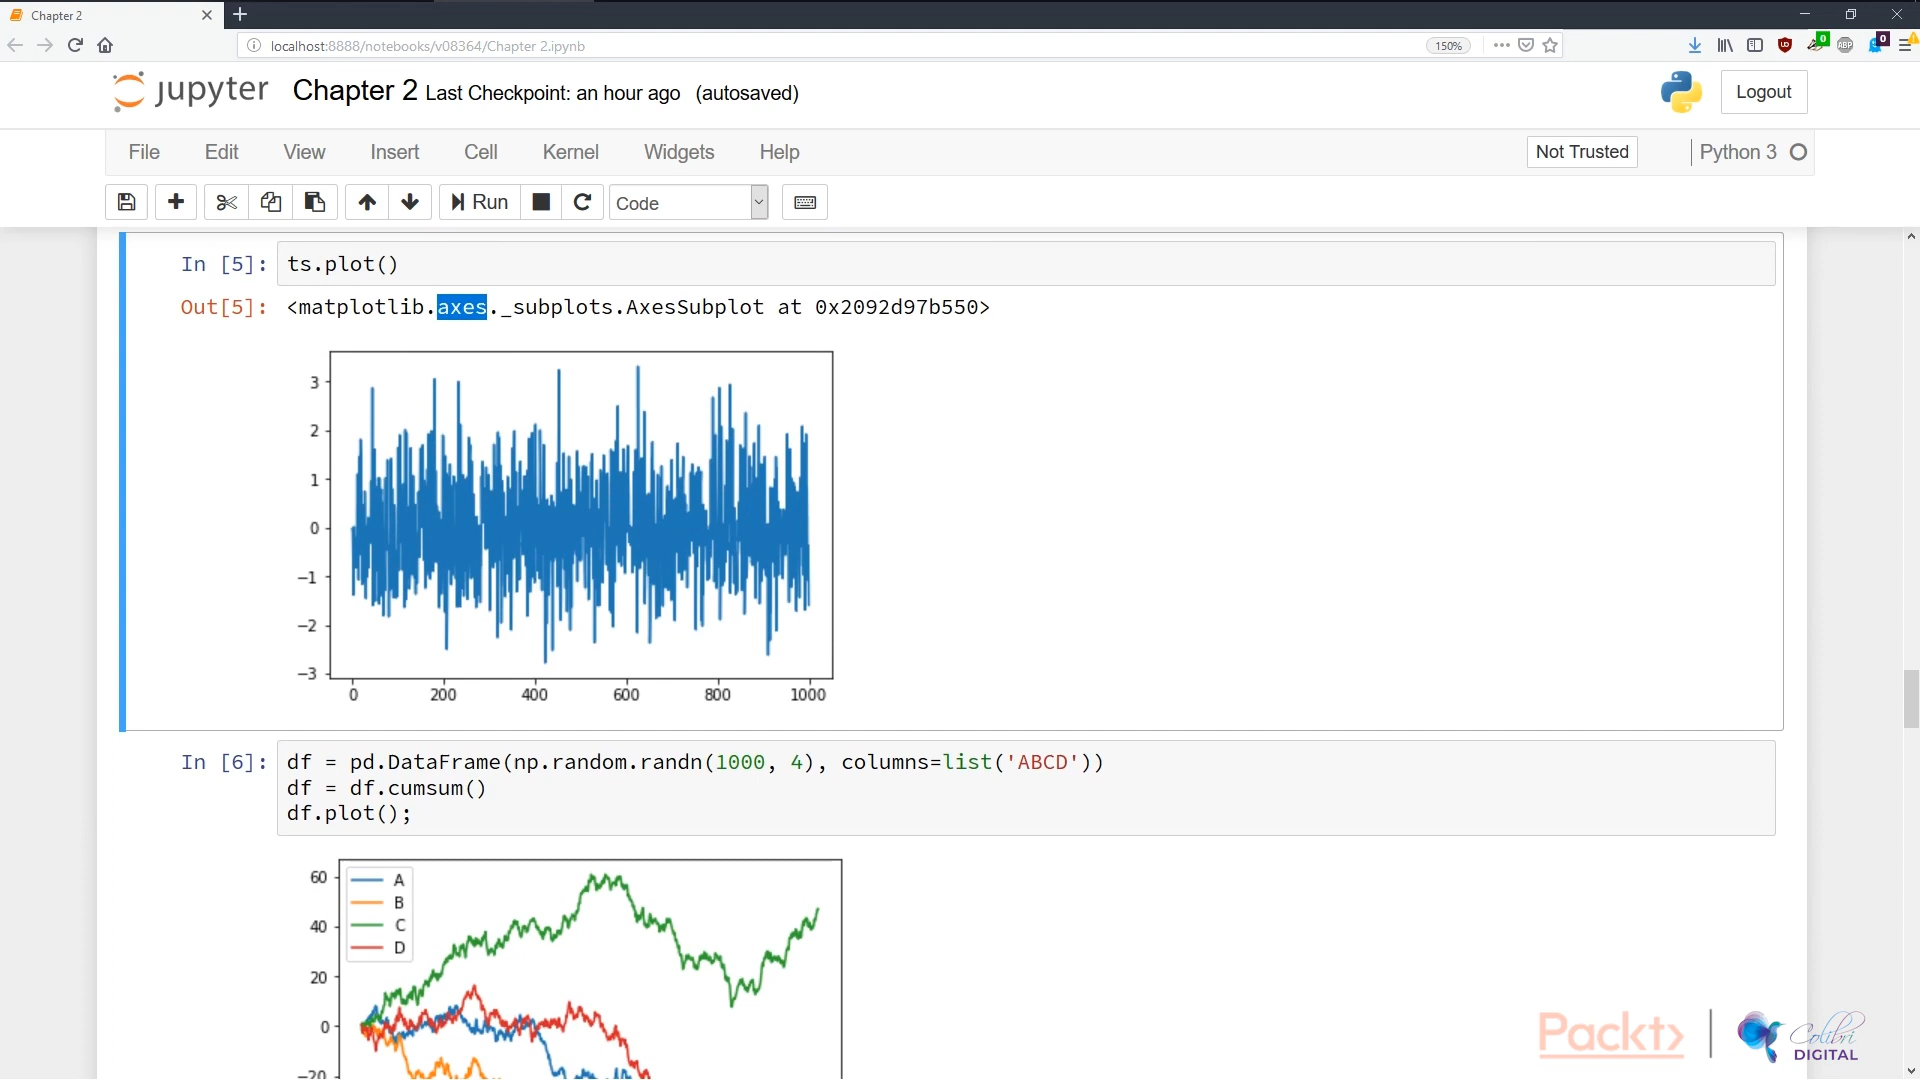 Chapter 2
localhost:8888/notebooks/v08364/Chapter 2.ipynb
150%
0
ABP
0
jupyter Chapter 2 Last Checkpoint: an hour ago (autosaved)
Logout
File Edit View Insert Cell Kernel Widgets Help
Not Trusted
Python 3
Run
Code
In [5]: ts.plot()
Out[5]: <matplotlib.axes._subplots.AxesSubplot at 0x2092d97b550>
3
2
1
0
−1
−2
−3
0 200 400 600 800 1000
In [6]: df = pd.DataFrame(np.random.randn(1000, 4), columns=list('ABCD'))
df = df.cumsum()
df.plot();
60
40
20
0
−20
A
B
C
D
Packt>
Colibri
DIGITAL